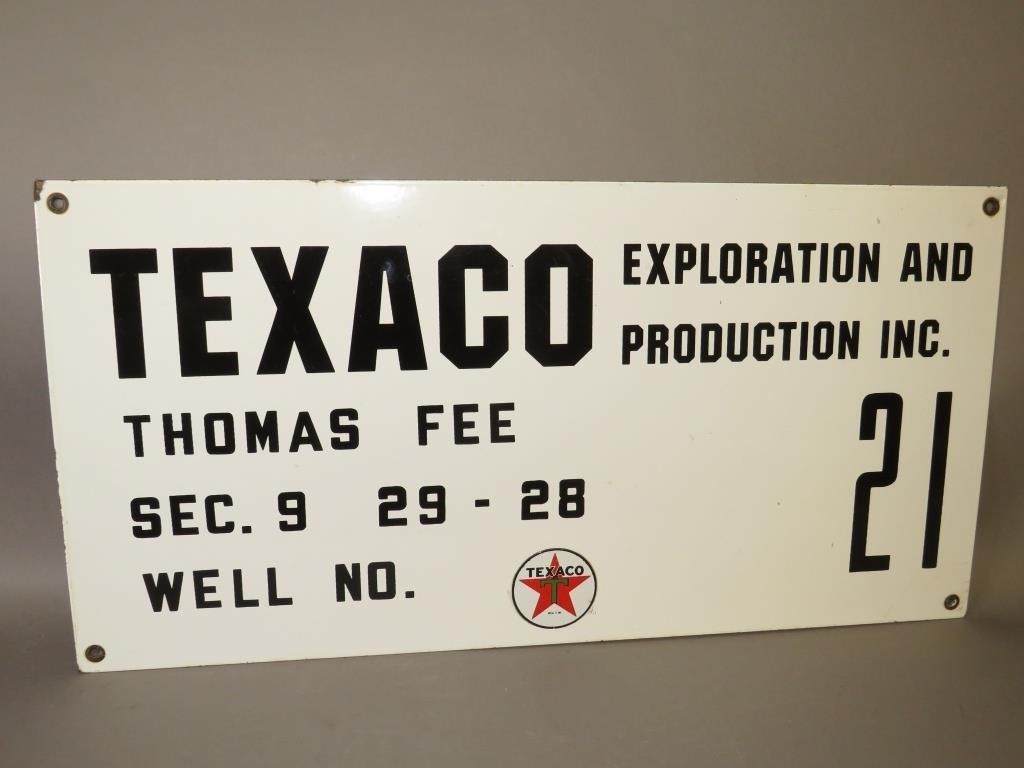 TEXACO EXPLORATION AND
PRODUCTION INC.
THOMAS FEE
SEC. 9 29 - 28
WELL NO. 21
TEXACO
T